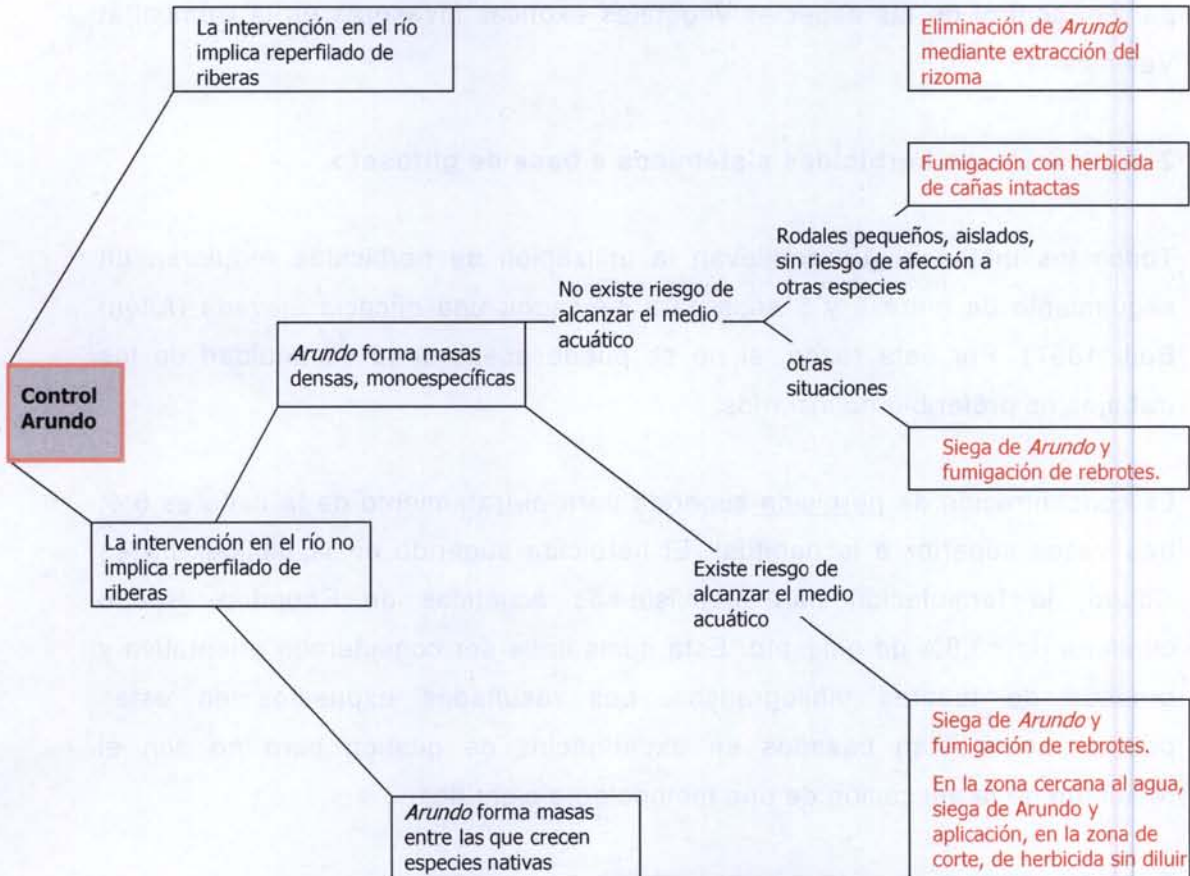 La intervención en el río
implica reperfilado de
riberas
Eliminación de Arundo
mediante extracción del
rizoma
Fumigación con herbicida
de cañas intactas
Rodales pequeños, aislados,
sin riesgo de afección a
otras especies
No existe riesgo de
alcanzar el medio
acuático
Arundo forma masas
densas, monoespecíficas
otras
situaciones
Control
Arundo
Siega de Arundo y
fumigación de rebrotes.
La intervención en el río no
implica reperfilado de
riberas
Existe riesgo de
alcanzar el medio
acuático
Siega de Arundo y
fumigación de rebrotes.
En la zona cercana al agua,
siega de Arundo y
aplicación, en la zona de
corte, de herbicida sin diluir
Arundo forma masas
entre las que crecen
especies nativas